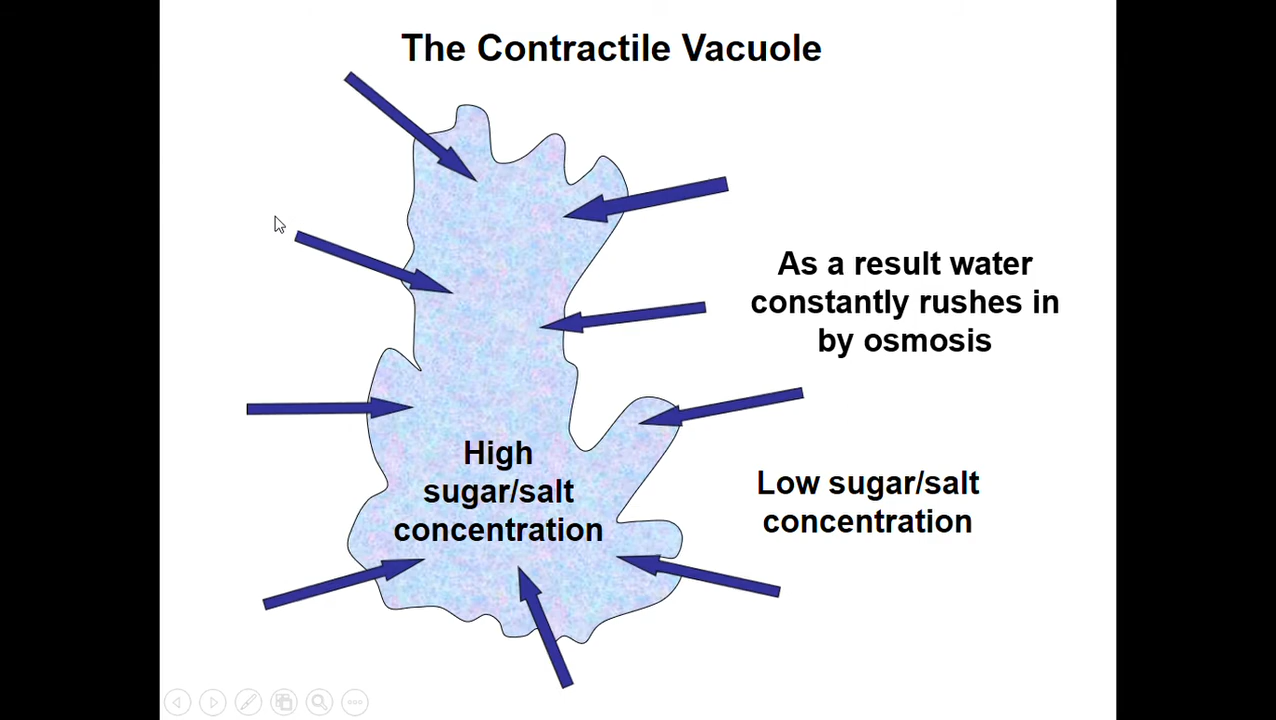 The Contractile Vacuole
As a result water
constantly rushes in
by osmosis
High
sugar/salt
concentration
Low sugar/salt
concentration